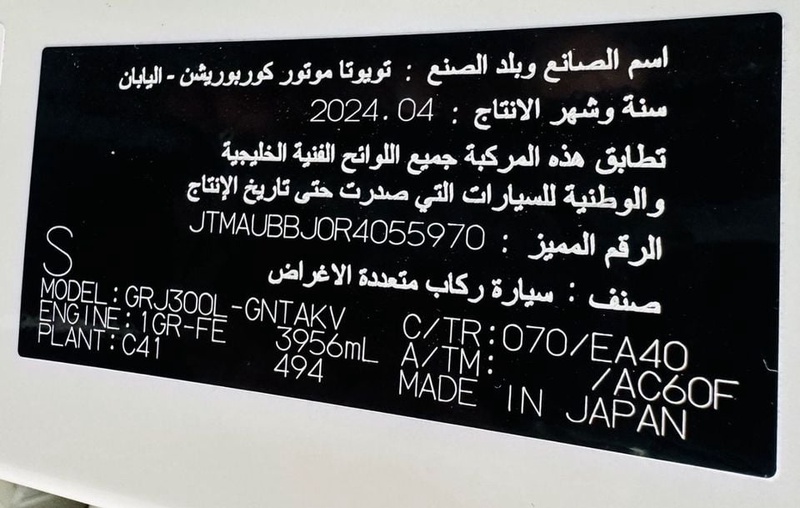 اسم الصانع وبلد الصنع : تويوتا موتور كوربوريشن - اليابان
سنة وشهر الانتاج : 2024.04
تطابق هذه المركبة جميع اللوائح الفنية الخليجية
والوطنية للسيارات التي صدرت حتى تاريخ الإنتاج
الرقم المميز : JTMAUBBJ0R4055970
صنف : سيارة ركاب متعددة الاغراض
S
MODEL:GRJ300L-GNTAKV C/TR:070/EA40
ENGINE:1GR-FE 3956mL A/TM: /AC60F
PLANT:C41 494 MADE IN JAPAN